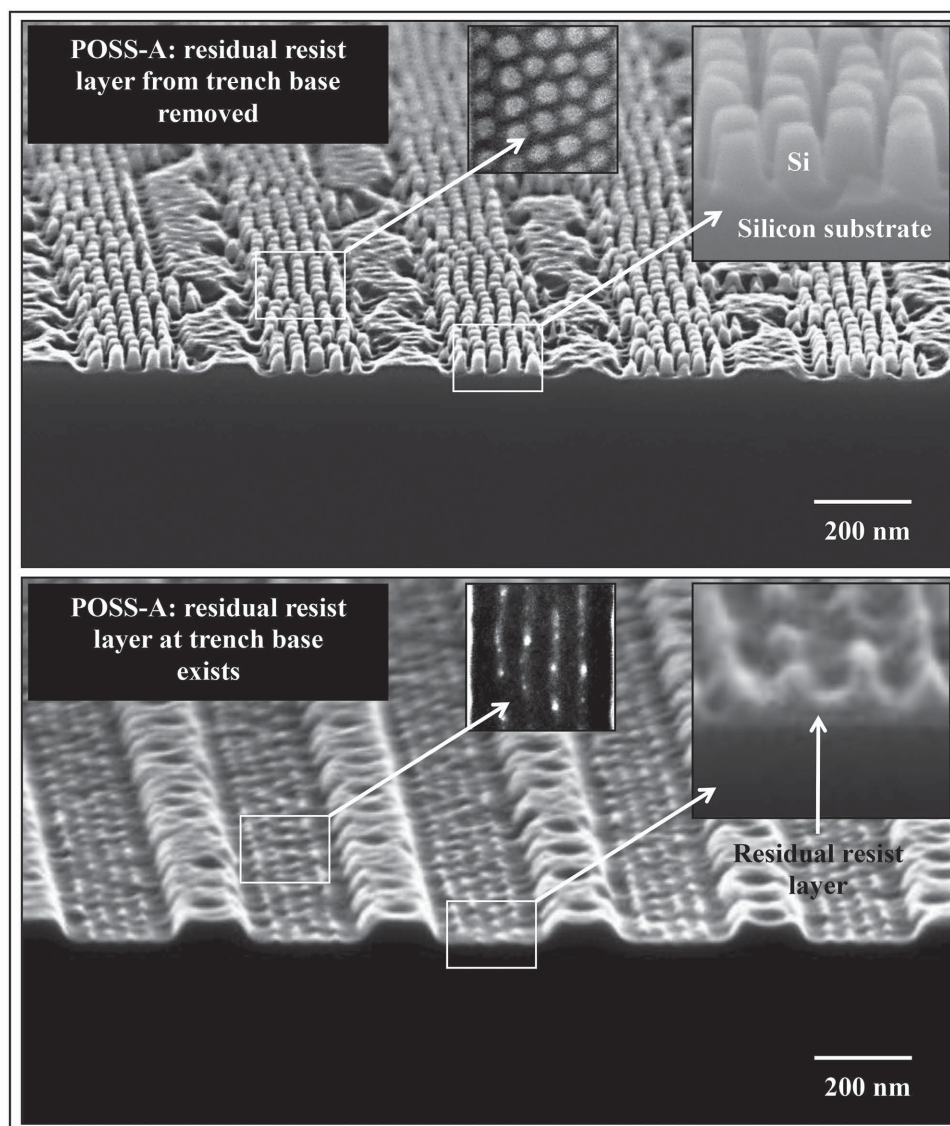 POSS-A: residual resist
layer from trench base
removed
Si
Silicon substrate
200 nm
POSS-A: residual resist
layer at trench base
exists
Residual resist
layer
200 nm